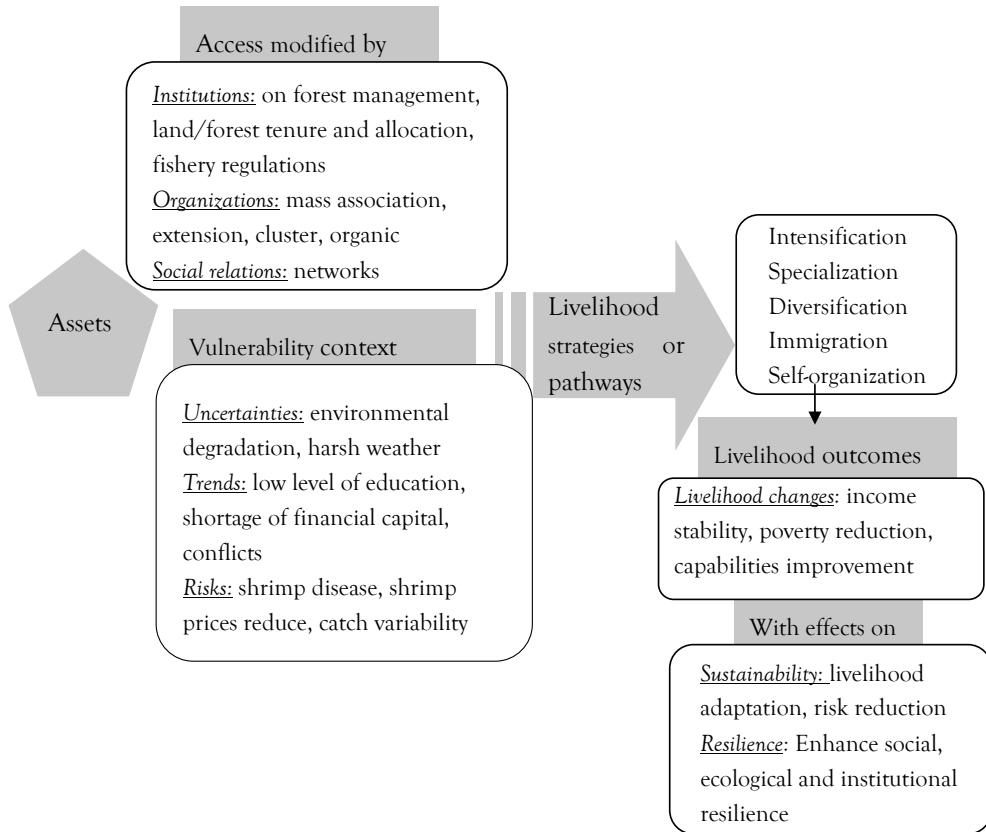 Access modified by
Institutions: on forest management,
land/forest tenure and allocation,
fishery regulations
Organizations: mass association,
extension, cluster, organic
Social relations: networks
Assets
Vulnerability context
Uncertainties: environmental
degradation, harsh weather
Trends: low level of education,
shortage of financial capital,
conflicts
Risks: shrimp disease, shrimp
prices reduce, catch variability
Livelihood
strategies or
pathways
Intensification
Specialization
Diversification
Immigration
Self-organization
Livelihood outcomes
Livelihood changes: income
stability, poverty reduction,
capabilities improvement
With effects on
Sustainability: livelihood
adaptation, risk reduction
Resilience: Enhance social,
ecological and institutional
resilience